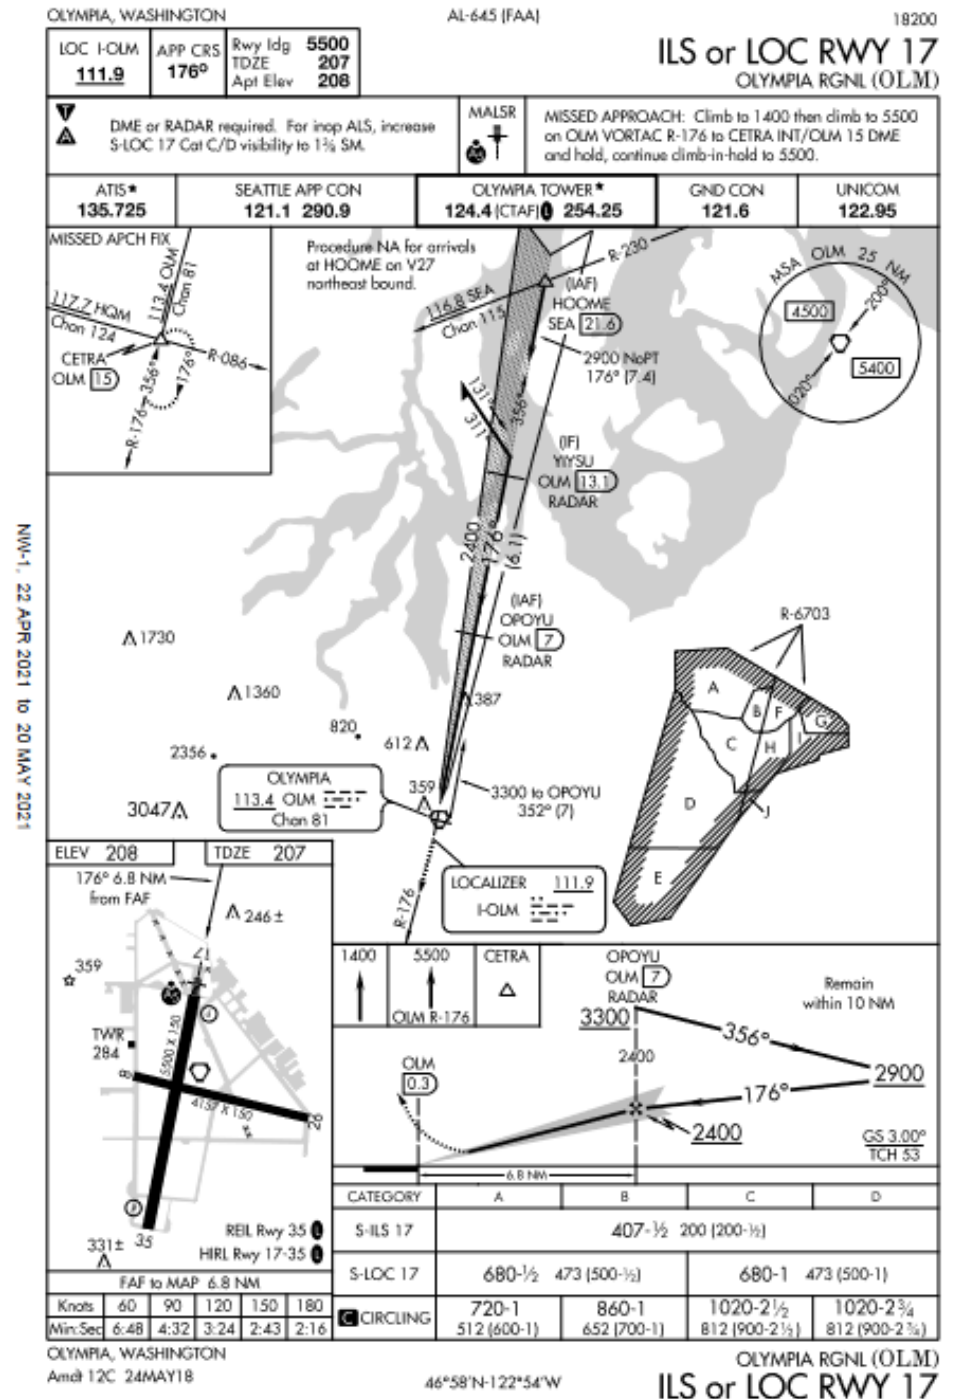 OLYMPIA, WASHINGTON
AL-645 (FAA)
18200
LOC I-OLM
111.9
APP CRS
176°
Rwy ldg 5500
TDZE 207
Apt Elev 208
ILS or LOC RWY 17
OLYMPIA RGNL (OLM)
T
A
DME or RADAR required. For inop ALS, increase
S-LOC 17 Cat C/D visibility to 1⅜ SM.
MALSR
A5
MISSED APPROACH: Climb to 1400 then climb to 5500
on OLM VORTAC R-176 to CETRA INT/OLM 15 DME
and hold, continue climb-in-hold to 5500.
ATIS★
135.725
SEATTLE APP CON
121.1 290.9
OLYMPIA TOWER★
124.4 (CTAF) L 254.25
GND CON
121.6
UNICOM
122.95
MISSED APCH FIX
113.4 OLM
Chan 81
117.7 HQM
Chan 124
CETRA
OLM 15
R-086
356°
176°
R-176
Procedure NA for arrivals
at HOOME on V27
northeast bound.
R-230
116.8 SEA
Chan 115
(IAF)
HOOME
SEA 21.6
2900 NoPT
176° (7.4)
356°
131°
311°
(IF)
YIYSU
OLM 13.1
RADAR
2400
176°
(6.1)
(IAF)
OPOYU
OLM 7
RADAR
MSA OLM 25 NM
4500
200°
5400
020°
R-6703
A
B
F
G
C
H
I
D
J
E
1730
1360
387
820
612
2356
3047
359
OLYMPIA
113.4 OLM
Chan 81
3300 to OPOYU
352° (7)
LOCALIZER 111.9
I-OLM
R-176
NW-1, 22 APR 2021 to 20 MAY 2021
ELEV 208
TDZE 207
176° 6.8 NM
from FAF
246±
17
359
A5
TWR
284
5500 X 150
8
4157 X 150
26
35
331±
REIL Rwy 35 L
HIRL Rwy 17-35 L
FAF to MAP 6.8 NM
Knots 60 90 120 150 180
Min:Sec 6:48 4:32 3:24 2:43 2:16
1400
5500
OLM R-176
CETRA
OPOYU
OLM 7
RADAR
Remain
within 10 NM
3300
356°
2400
2900
OLM
0.3
176°
2400
GS 3.00°
TCH 53
6.8 NM
CATEGORY A B C D
S-ILS 17 407-½ 200 (200-½)
S-LOC 17 680-½ 473 (500-½) 680-1 473 (500-1)
C CIRCLING 720-1 860-1 1020-2½ 1020-2¾
512 (600-1) 652 (700-1) 812 (900-2½) 812 (900-2¾)
OLYMPIA, WASHINGTON
Amdt 12C 24MAY18
46°58'N-122°54'W
OLYMPIA RGNL (OLM)
ILS or LOC RWY 17